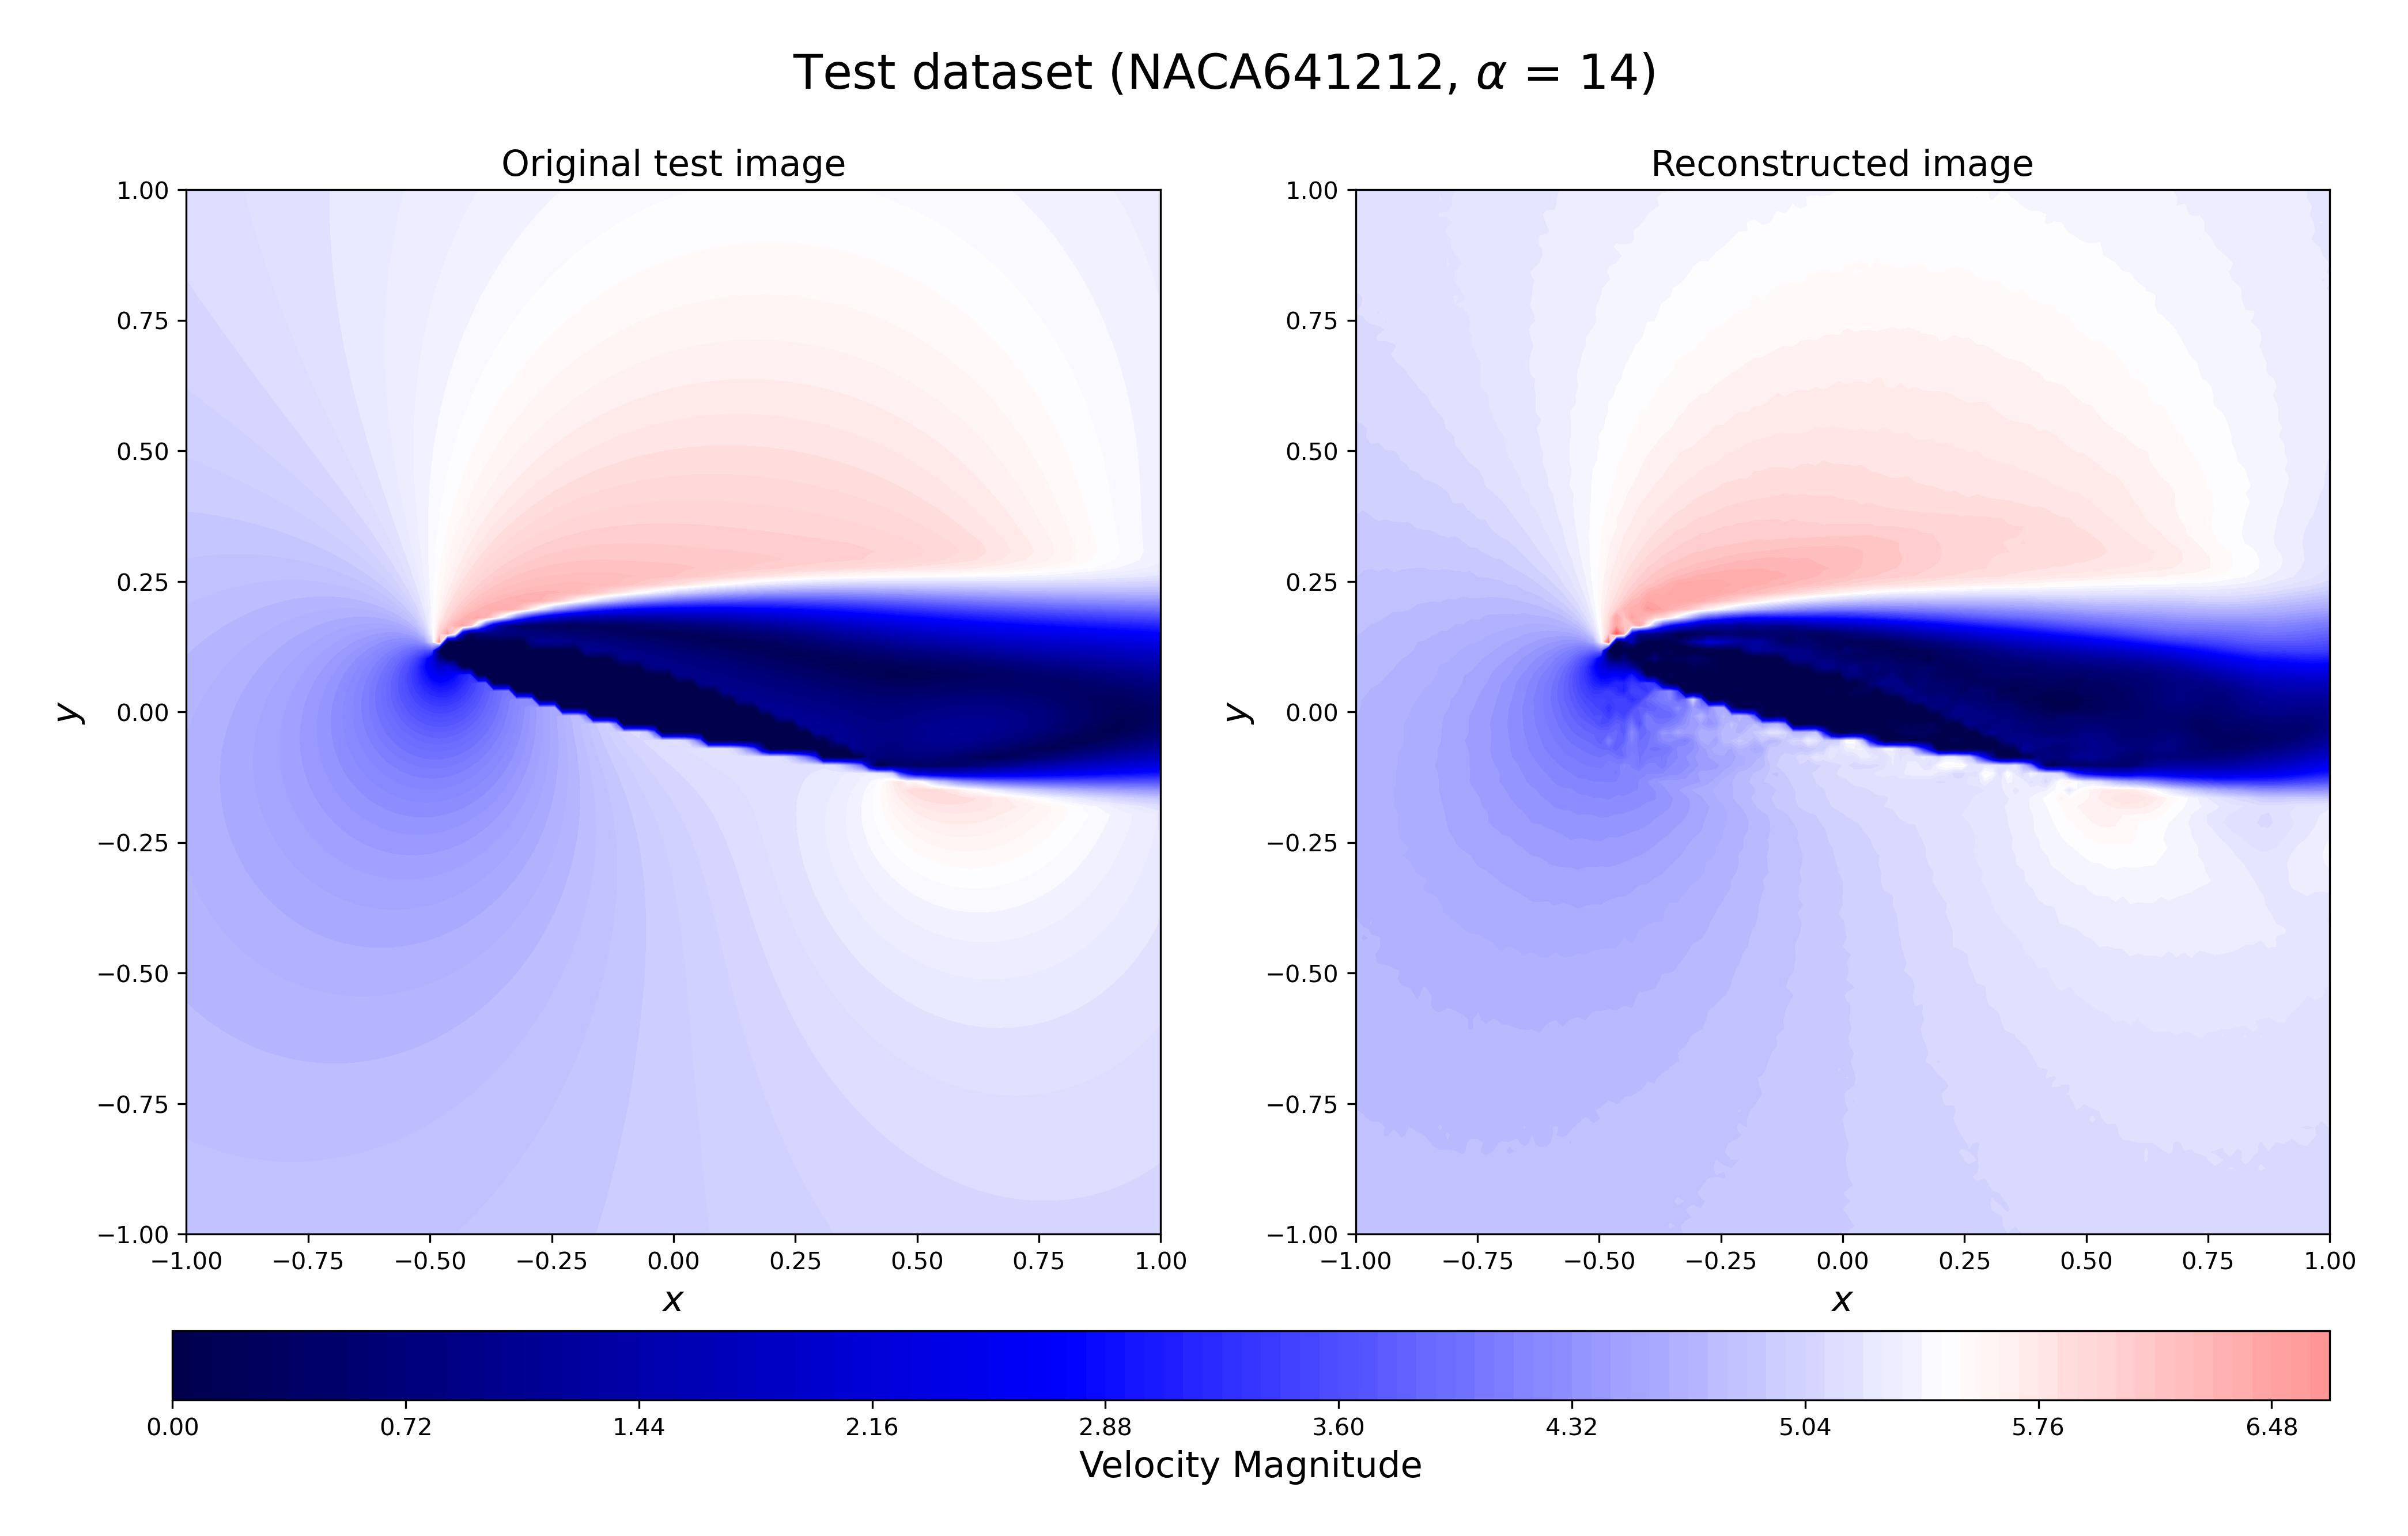 Test dataset (NACA641212, α = 14)
Original test image
Reconstructed image
1.00
0.75
0.50
0.25
0.00
−0.25
−0.50
−0.75
−1.00
y
−1.00 −0.75 −0.50 −0.25 0.00 0.25 0.50 0.75 1.00
x
1.00
0.75
0.50
0.25
0.00
−0.25
−0.50
−0.75
−1.00
y
−1.00 −0.75 −0.50 −0.25 0.00 0.25 0.50 0.75 1.00
x
0.00 0.72 1.44 2.16 2.88 3.60 4.32 5.04 5.76 6.48
Velocity Magnitude